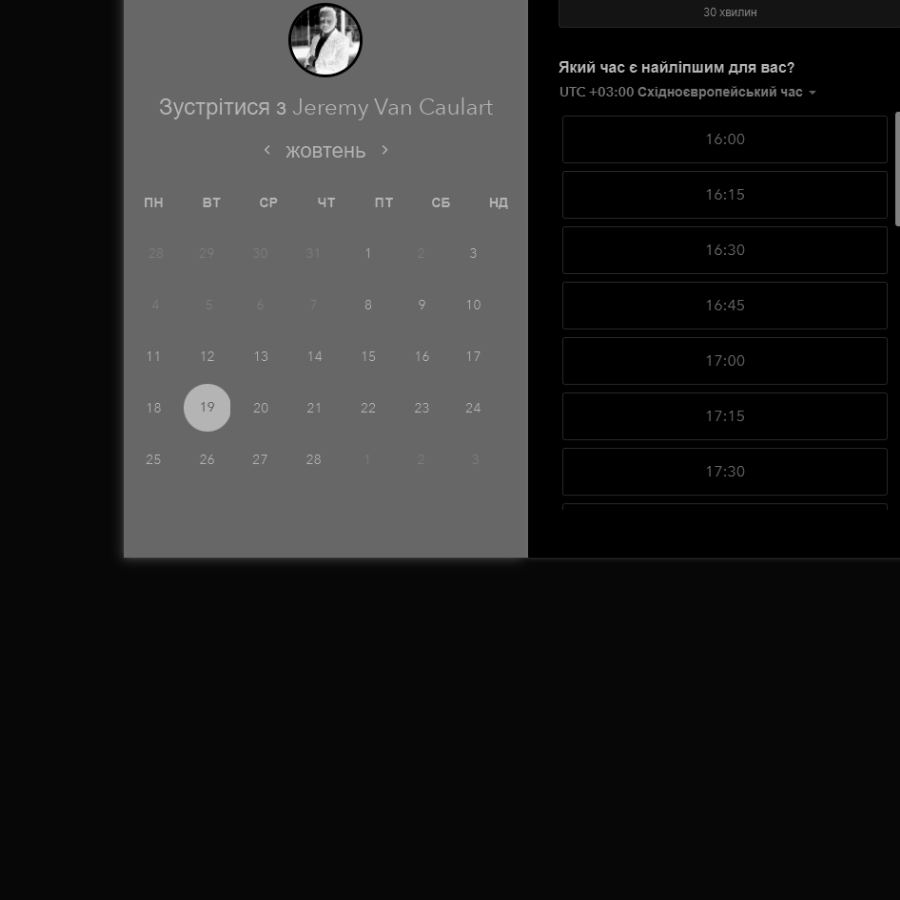 Зустрітися з Jeremy Van Caulart
жовтень
ПН ВТ СР ЧТ ПТ СБ НД
28 29 30 31 1 2 3
4 5 6 7 8 9 10
11 12 13 14 15 16 17
18 19 20 21 22 23 24
25 26 27 28 1 2 3
30 хвилин
Який час є найліпшим для вас?
UTC +03:00 Східноєвропейський час
16:00
16:15
16:30
16:45
17:00
17:15
17:30